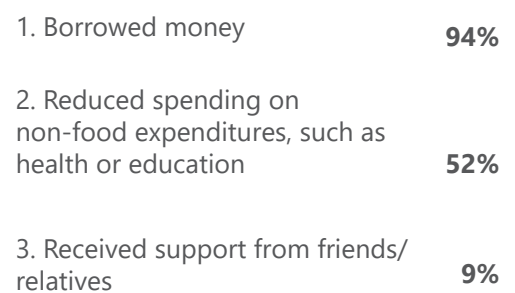 1. Borrowed money 94%
2. Reduced spending on
non-food expenditures, such as
health or education 52%
3. Received support from friends/
relatives 9%